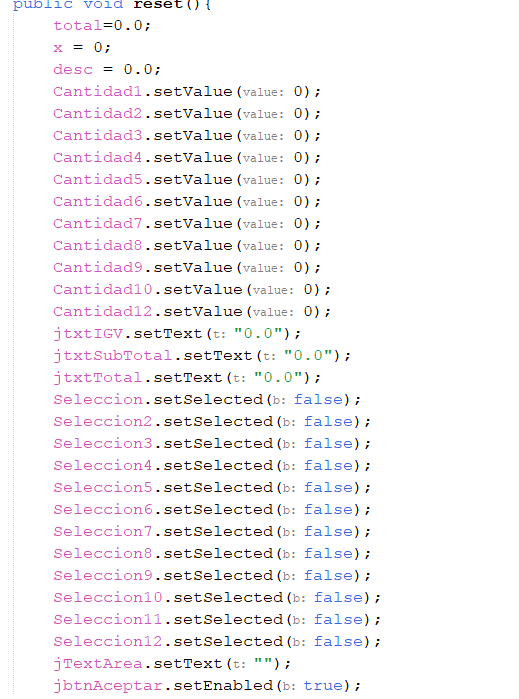 public void reset(){
total=0.0;
x = 0;
desc = 0.0;
Cantidad1.setValue(value: 0);
Cantidad2.setValue(value: 0);
Cantidad3.setValue(value: 0);
Cantidad4.setValue(value: 0);
Cantidad5.setValue(value: 0);
Cantidad6.setValue(value: 0);
Cantidad7.setValue(value: 0);
Cantidad8.setValue(value: 0);
Cantidad9.setValue(value: 0);
Cantidad10.setValue(value: 0);
Cantidad12.setValue(value: 0);
jtxtIGV.setText(t: "0.0");
jtxtSubTotal.setText(t: "0.0");
jtxtTotal.setText(t: "0.0");
Seleccion.setSelected(b: false);
Seleccion2.setSelected(b: false);
Seleccion3.setSelected(b: false);
Seleccion4.setSelected(b: false);
Seleccion5.setSelected(b: false);
Seleccion6.setSelected(b: false);
Seleccion7.setSelected(b: false);
Seleccion8.setSelected(b: false);
Seleccion9.setSelected(b: false);
Seleccion10.setSelected(b: false);
Seleccion11.setSelected(b: false);
Seleccion12.setSelected(b: false);
jTextArea.setText(t: "");
jbtnAceptar.setEnabled(b: true);